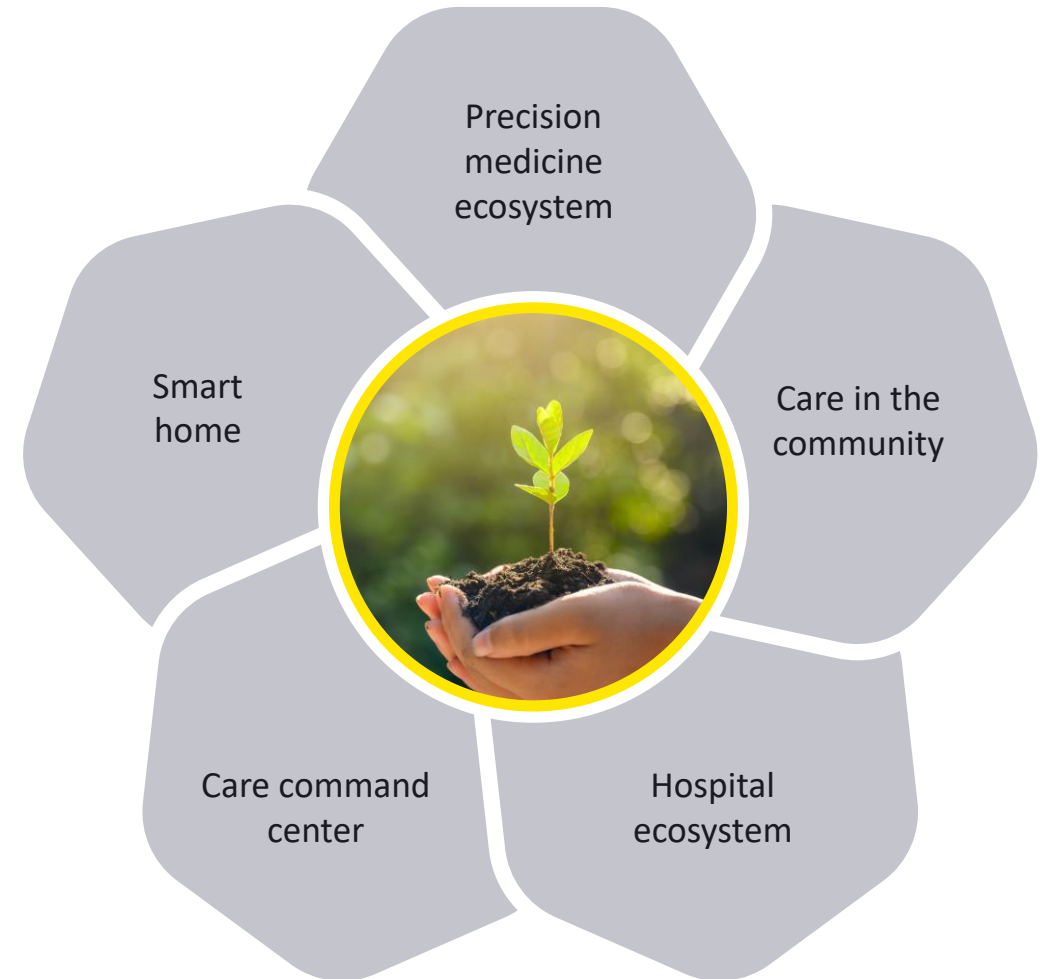 Precision
medicine
ecosystem
Smart
home
Care in the
community
Care command
center
Hospital
ecosystem